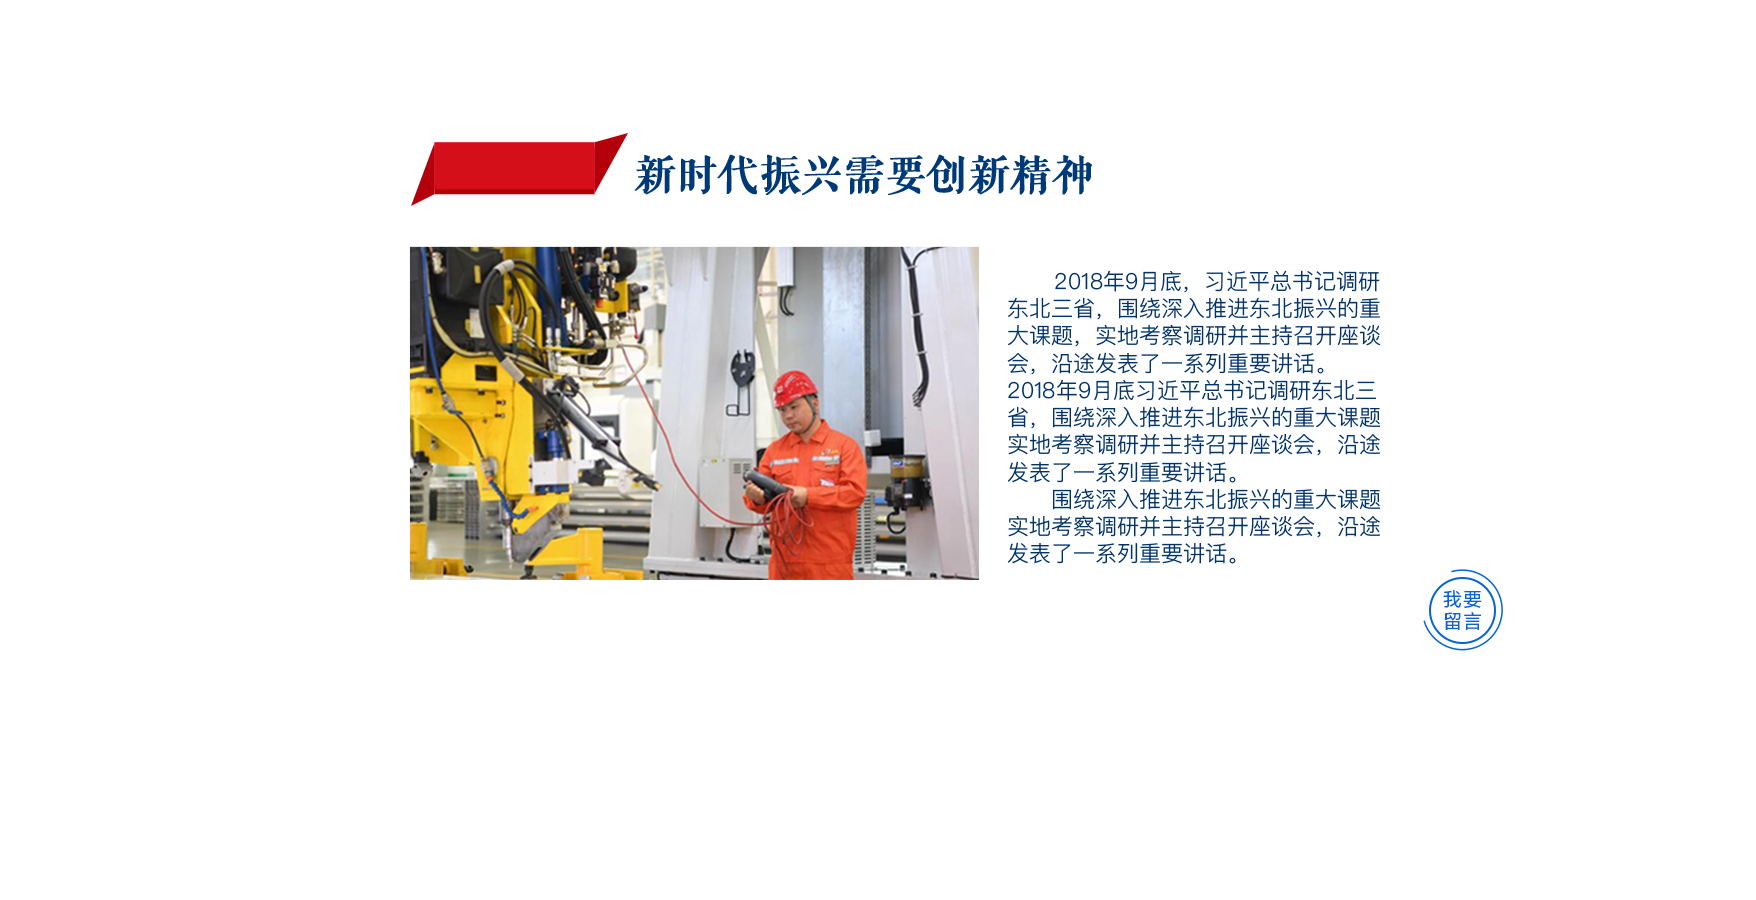 新时代振兴需要创新精神
2018年9月底，习近平总书记调研
东北三省，围绕深入推进东北振兴的重
大课题，实地考察调研并主持召开座谈
会，沿途发表了一系列重要讲话。
2018年9月底习近平总书记调研东北三
省，围绕深入推进东北振兴的重大课题
实地考察调研并主持召开座谈会，沿途
发表了一系列重要讲话。
围绕深入推进东北振兴的重大课题
实地考察调研并主持召开座谈会，沿途
发表了一系列重要讲话。
我要
留言